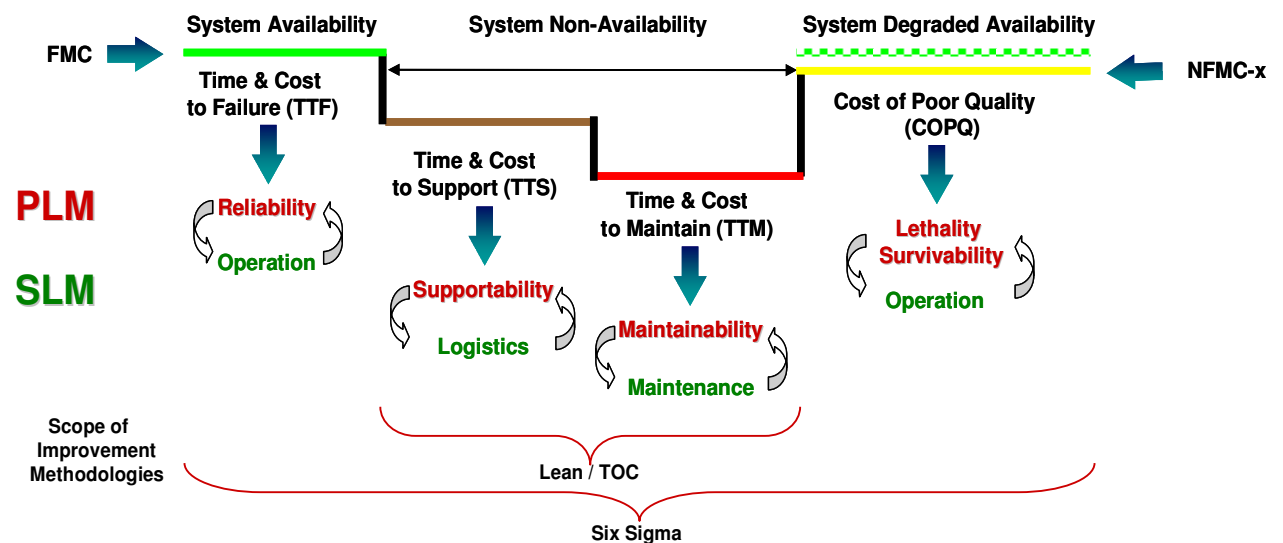 System Availability
System Non-Availability
System Degraded Availability
FMC
NFMC-x
Time & Cost
to Failure (TTF)
Cost of Poor Quality
(COPQ)
Time & Cost
to Support (TTS)
Time & Cost
to Maintain (TTM)
PLM
Reliability
Operation
Lethality
Survivability
Operation
SLM
Supportability
Logistics
Maintainability
Maintenance
Scope of
Improvement
Methodologies
Lean / TOC
Six Sigma